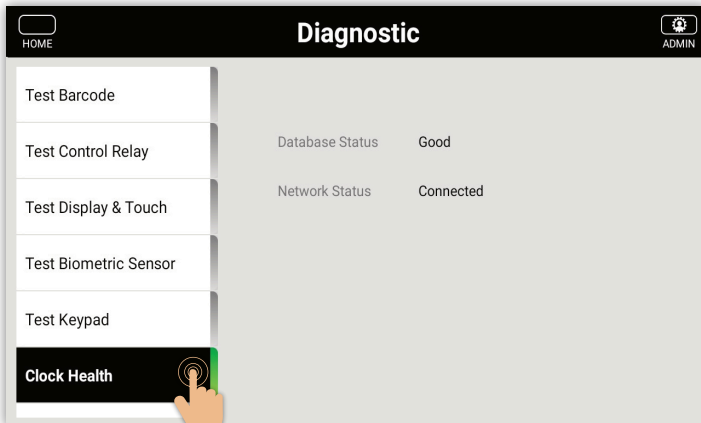 HOME
Diagnostic
ADMIN
Test Barcode
Test Control Relay
Test Display & Touch
Test Biometric Sensor
Test Keypad
Clock Health
Database Status Good
Network Status Connected